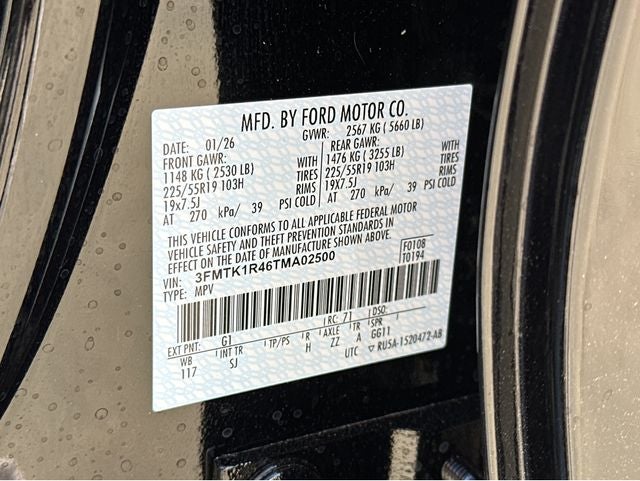 MFD. BY FORD MOTOR CO.
DATE: 01/26 GVWR: 2567 KG ( 5660 LB)
FRONT GAWR: WITH REAR GAWR: WITH
1148 KG ( 2530 LB) TIRES 1476 KG ( 3255 LB) TIRES
225/55R19 103H RIMS 225/55R19 103H RIMS
19x7.5J PSI COLD 19X7.5J PSI COLD
AT 270 kPa/ 39 AT 270 kPa/ 39
THIS VEHICLE CONFORMS TO ALL APPLICABLE FEDERAL MOTOR
VEHICLE SAFETY AND THEFT PREVENTION STANDARDS IN
EFFECT ON THE DATE OF MANUFACTURE SHOWN ABOVE.
VIN: 3FMTK1R46TMA02500 F0108
TYPE: MPV T0194
EXT PNT: G1 RC: 71 DSO:
WB INT TR TP/PS R AXLE TR SPR
117 SJ H ZZ A GG11
UTC ▽ RU5A-1520472-AB